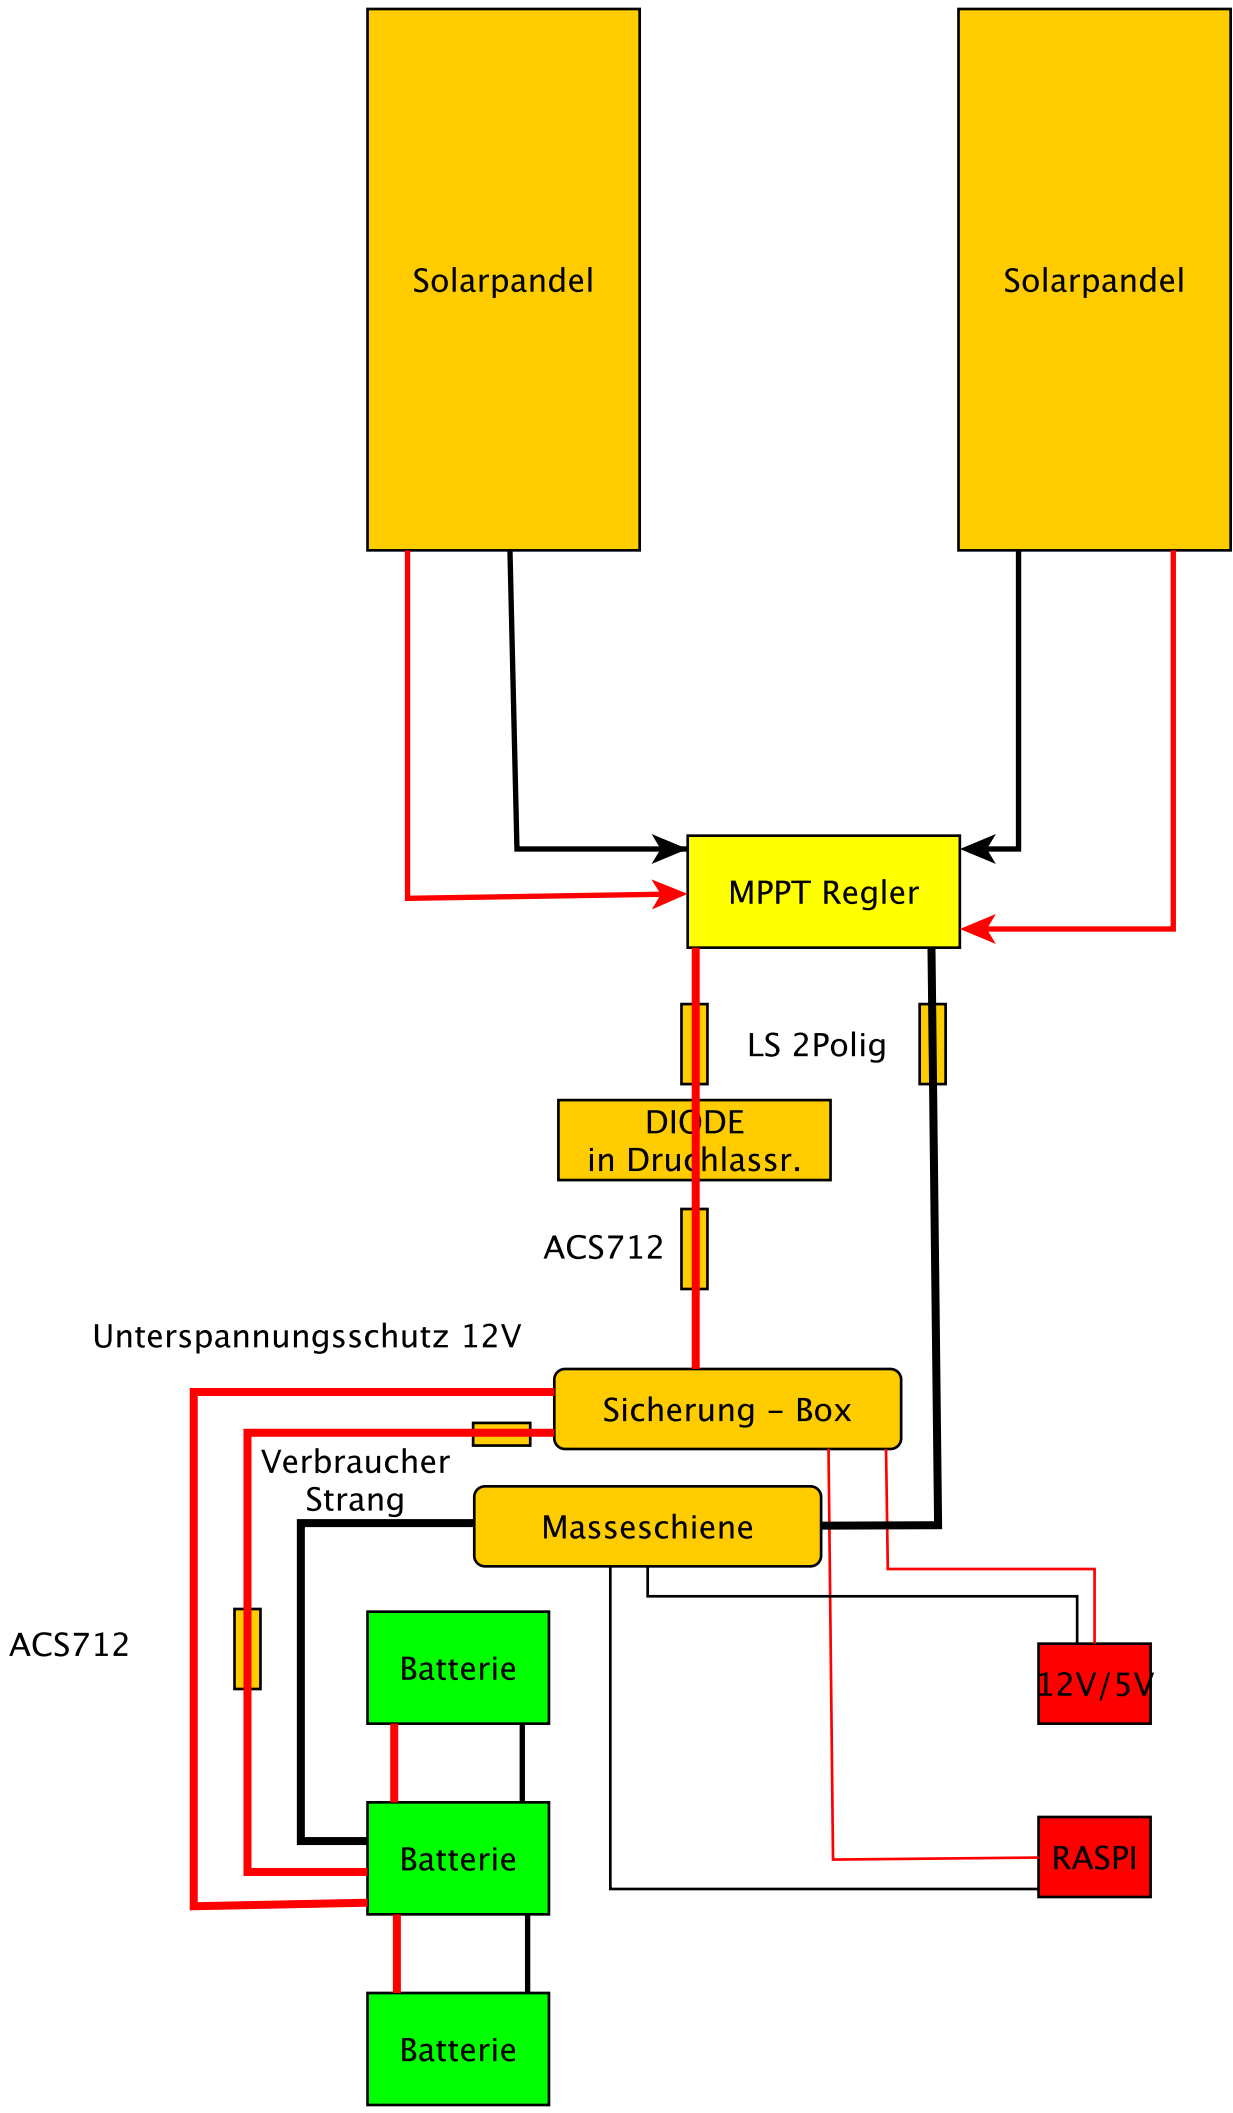 Solarpandel
Solarpandel
MPPT Regler
LS 2Polig
DIODE
in Druchlassr.
ACS712
Unterspannungsschutz 12V
Sicherung - Box
Verbraucher
Strang
Masseschiene
ACS712
Batterie
12V/5V
Batterie
RASPI
Batterie